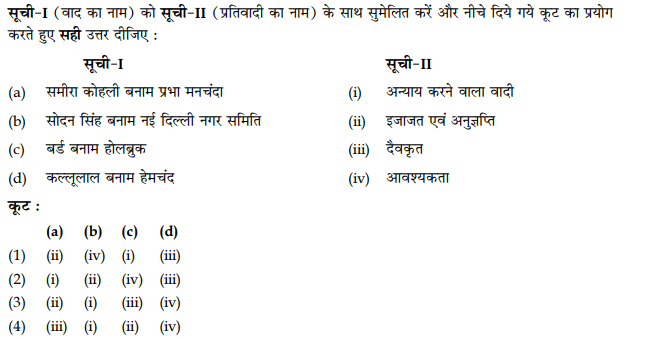 सूची-I (वाद का नाम) को सूची-II (प्रतिवादी का नाम) के साथ सुमेलित करें और नीचे दिये गये कूट का प्रयोग
करते हुए सही उत्तर दीजिए :
सूची-I सूची-II
(a) समीरा कोहली बनाम प्रभा मनचंदा (i) अन्याय करने वाला वादी
(b) सोदन सिंह बनाम नई दिल्ली नगर समिति (ii) इजाजत एवं अनुज्ञप्ति
(c) बर्ड बनाम होलब्रुक (iii) दैवकृत
(d) कल्लूलाल बनाम हेमचंद (iv) आवश्यकता
कूट :
(a) (b) (c) (d)
(1) (ii) (iv) (i) (iii)
(2) (i) (ii) (iv) (iii)
(3) (ii) (i) (iii) (iv)
(4) (iii) (i) (ii) (iv)